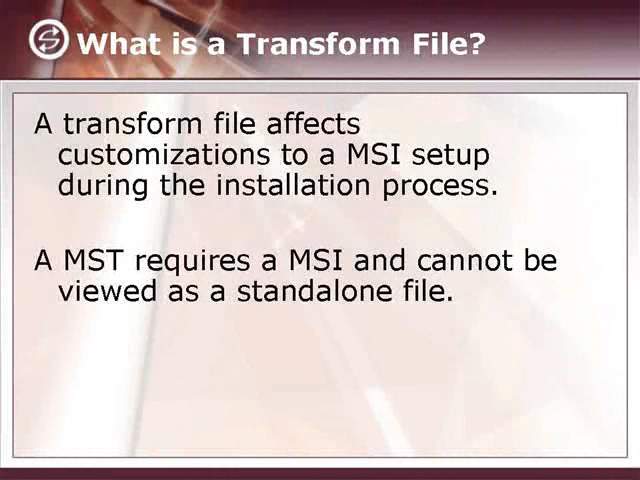 What is a Transform File?
A transform file affects
customizations to a MSI setup
during the installation process.
A MST requires a MSI and cannot be
viewed as a standalone file.